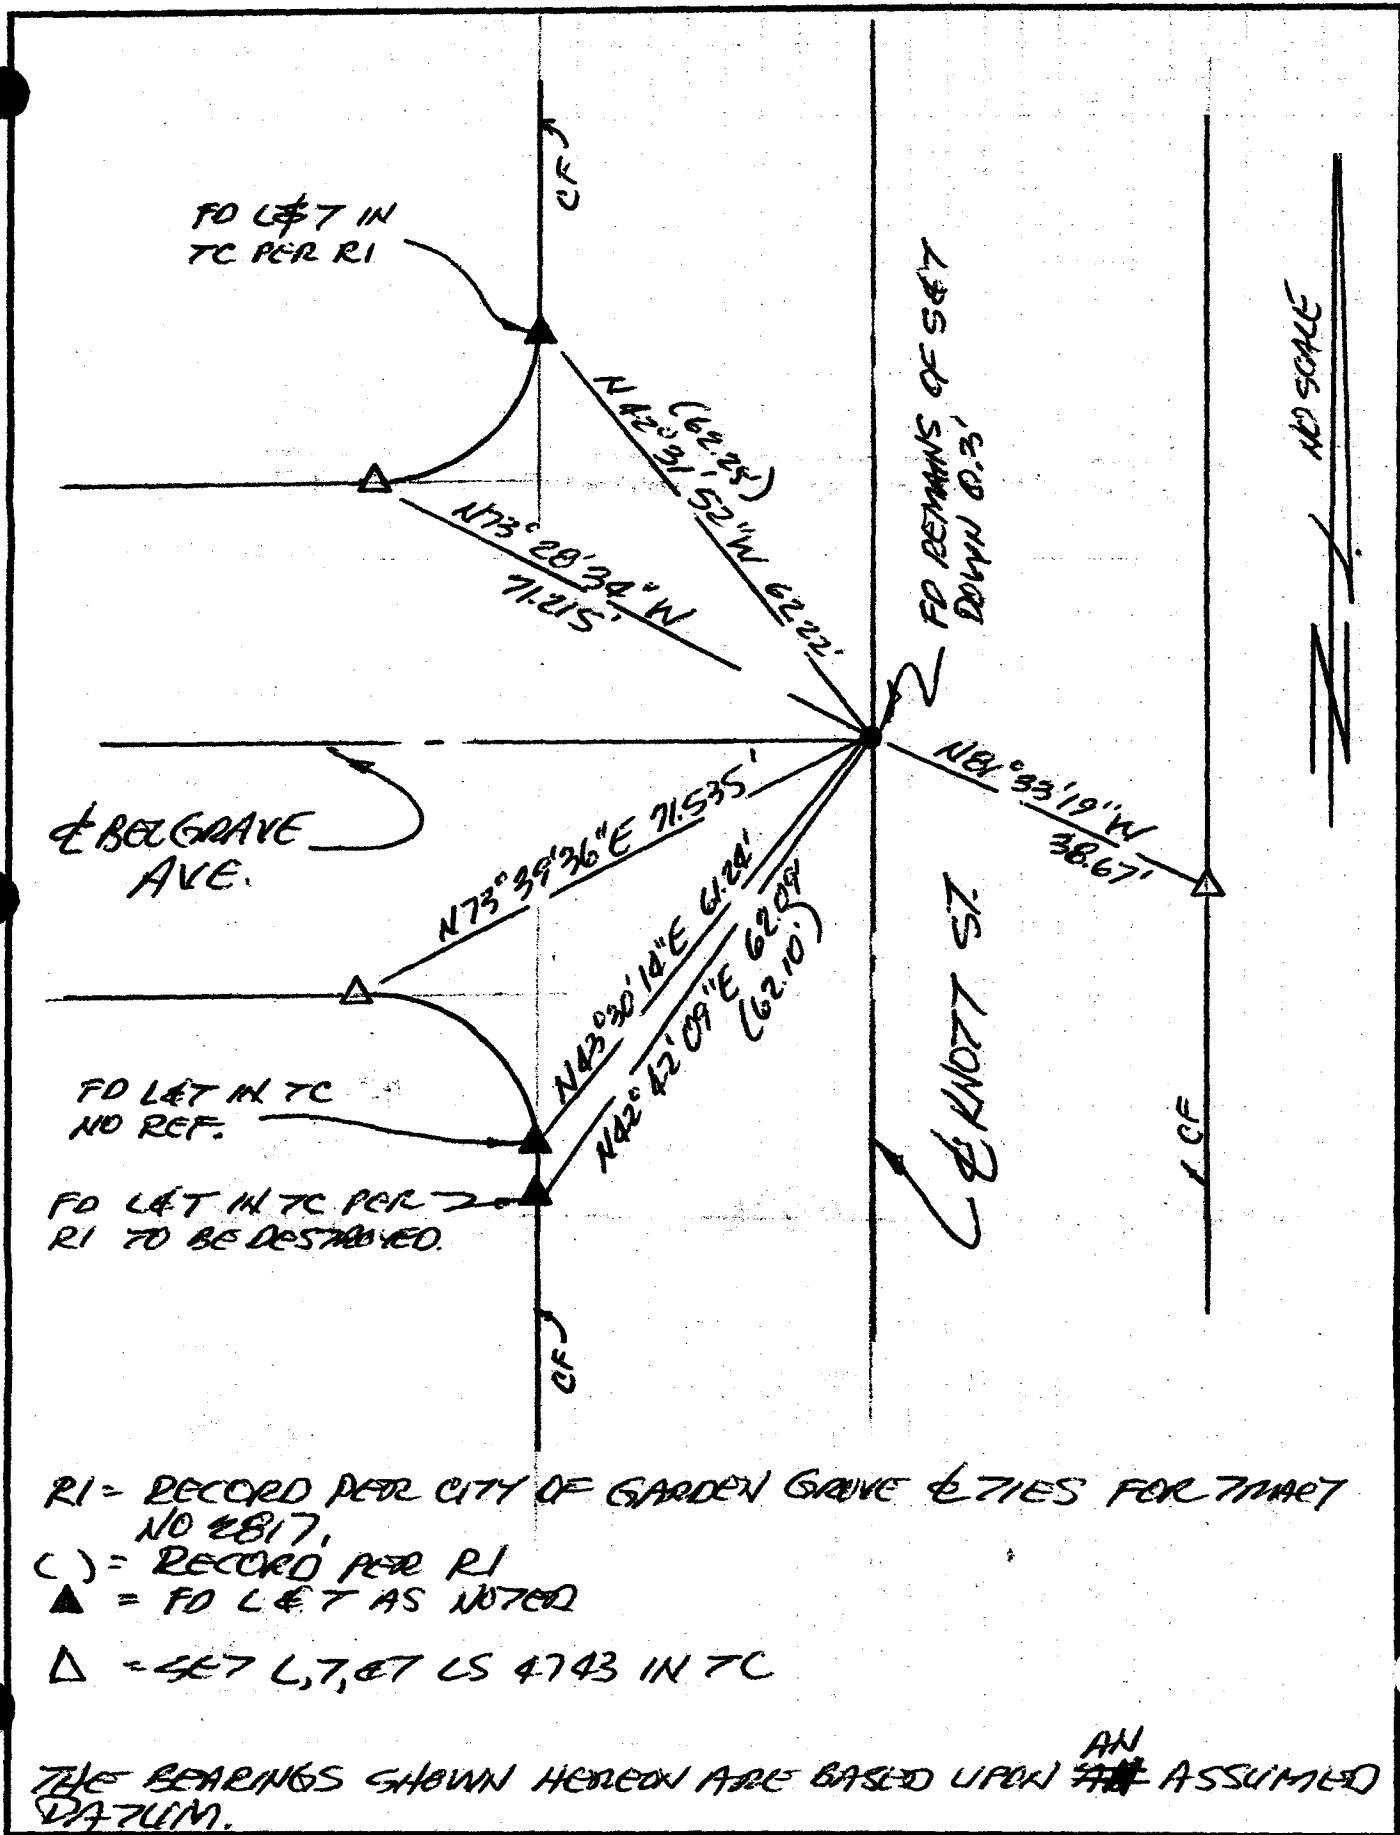 CF
FD L&T IN
TC PER R1
N42°31'52"W 62.22'
(62.25)
FD REMAINS OF S&T
DOWN 0.3'
NO SCALE
N
N73°28'34"W
71.215'
℄ BELGRAVE
AVE.
N81°33'19"W
38.67'
N73°39'36"E 71.535'
N43°30'14"E 61.24'
N42°42'09"E 62.09'
(62.10')
℄ KNOTT ST.
FD L&T IN TC
NO REF.
CF
FD L&T IN TC PER
R1 TO BE DESTROYED.
CF
R1 = RECORD PER CITY OF GARDEN GROVE ℄ TIES FOR TRACT
NO 2817.
( ) = RECORD PER R1
▲ = FD L&T AS NOTED
△ = SET L,T,&T LS 4743 IN TC
AN
THE BEARINGS SHOWN HEREON ARE BASED UPON ASSUMED
DATUM.